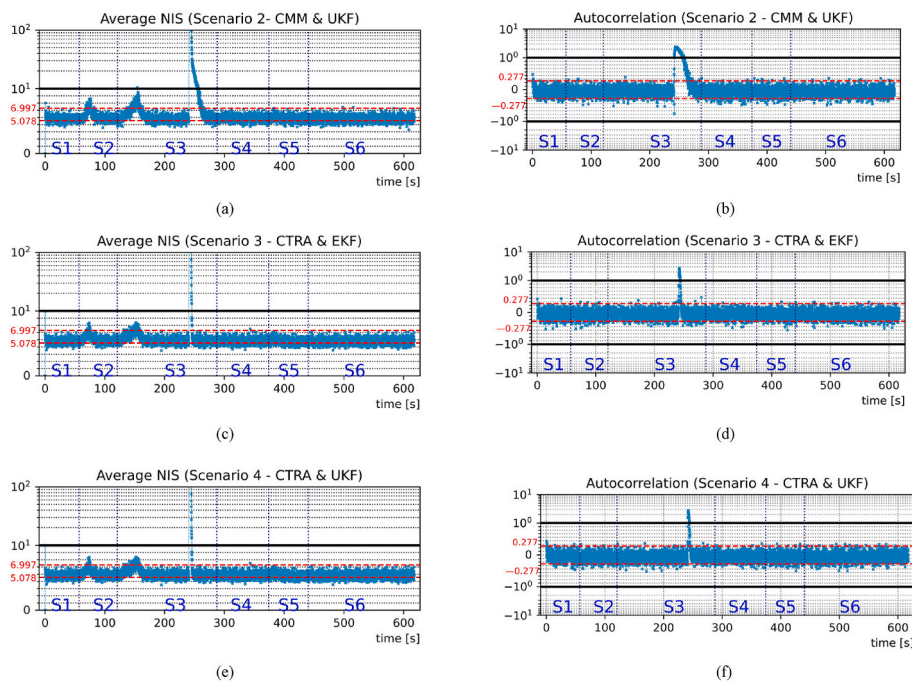 Average NIS (Scenario 2- CMM & UKF)
10²
10¹
6.997
5.078
0
S1 S2 S3 S4 S5 S6
0 100 200 300 400 500 600
time [s]
(a)
Autocorrelation (Scenario 2 - CMM & UKF)
10¹
10⁰
0.277
0
−0.277
−10⁰
−10¹
S1 S2 S3 S4 S5 S6
0 100 200 300 400 500 600
time [s]
(b)
Average NIS (Scenario 3 - CTRA & EKF)
10²
10¹
6.997
5.078
0
S1 S2 S3 S4 S5 S6
0 100 200 300 400 500 600
time [s]
(c)
Autocorrelation (Scenario 3 - CTRA & EKF)
10¹
10⁰
0.277
0
−0.277
−10⁰
−10¹
S1 S2 S3 S4 S5 S6
0 100 200 300 400 500 600
time [s]
(d)
Average NIS (Scenario 4 - CTRA & UKF)
10²
10¹
6.997
5.078
0
S1 S2 S3 S4 S5 S6
0 100 200 300 400 500 600
time [s]
(e)
Autocorrelation (Scenario 4 - CTRA & UKF)
10¹
10⁰
0.277
0
−0.277
−10⁰
−10¹
S1 S2 S3 S4 S5 S6
0 100 200 300 400 500 600
time [s]
(f)